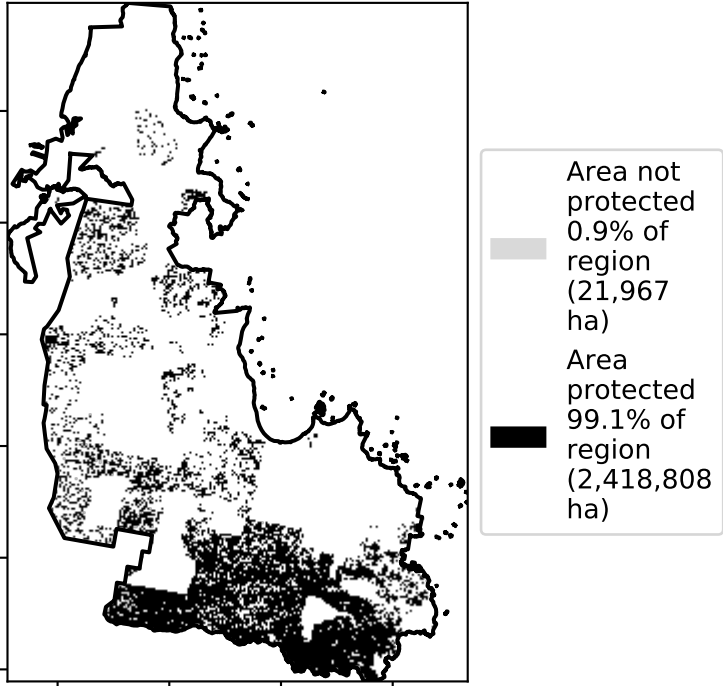 Area not
protected
0.9% of
region
(21,967
ha)
Area
protected
99.1% of
region
(2,418,808
ha)